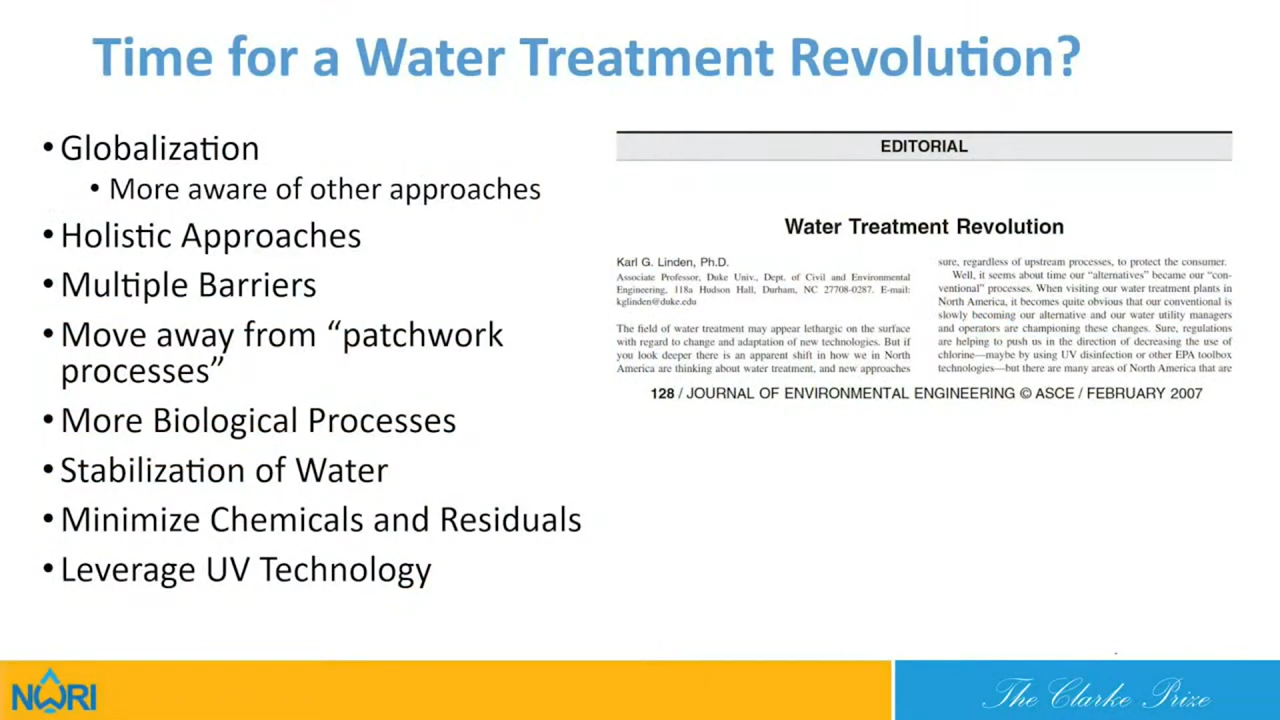 Time for a Water Treatment Revolution?
• Globalization
• More aware of other approaches
• Holistic Approaches
• Multiple Barriers
• Move away from “patchwork
processes”
• More Biological Processes
• Stabilization of Water
• Minimize Chemicals and Residuals
• Leverage UV Technology
EDITORIAL
Water Treatment Revolution
Karl G. Linden, Ph.D.
Associate Professor, Duke Univ., Dept. of Civil and Environmental
Engineering, 118a Hudson Hall, Durham, NC 27708-0287. E-mail:
kglinden@duke.edu
The field of water treatment may appear lethargic on the surface
with regard to change and adaptation of new technologies. But if
you look deeper there is an apparent shift in how we in North
America are thinking about water treatment, and new approaches
sure, regardless of upstream processes, to protect the consumer.
Well, it seems about time our “alternatives” became our “con-
ventional” processes. When visiting our water treatment plants in
North America, it becomes quite obvious that our conventional is
slowly becoming our alternative and our water utility managers
and operators are championing these changes. Sure, regulations
are helping to push us in the direction of decreasing the use of
chlorine—maybe by using UV disinfection or other EPA toolbox
technologies—but there are many areas of North America that are
128 / JOURNAL OF ENVIRONMENTAL ENGINEERING © ASCE / FEBRUARY 2007
NWRI
The Clarke Prize